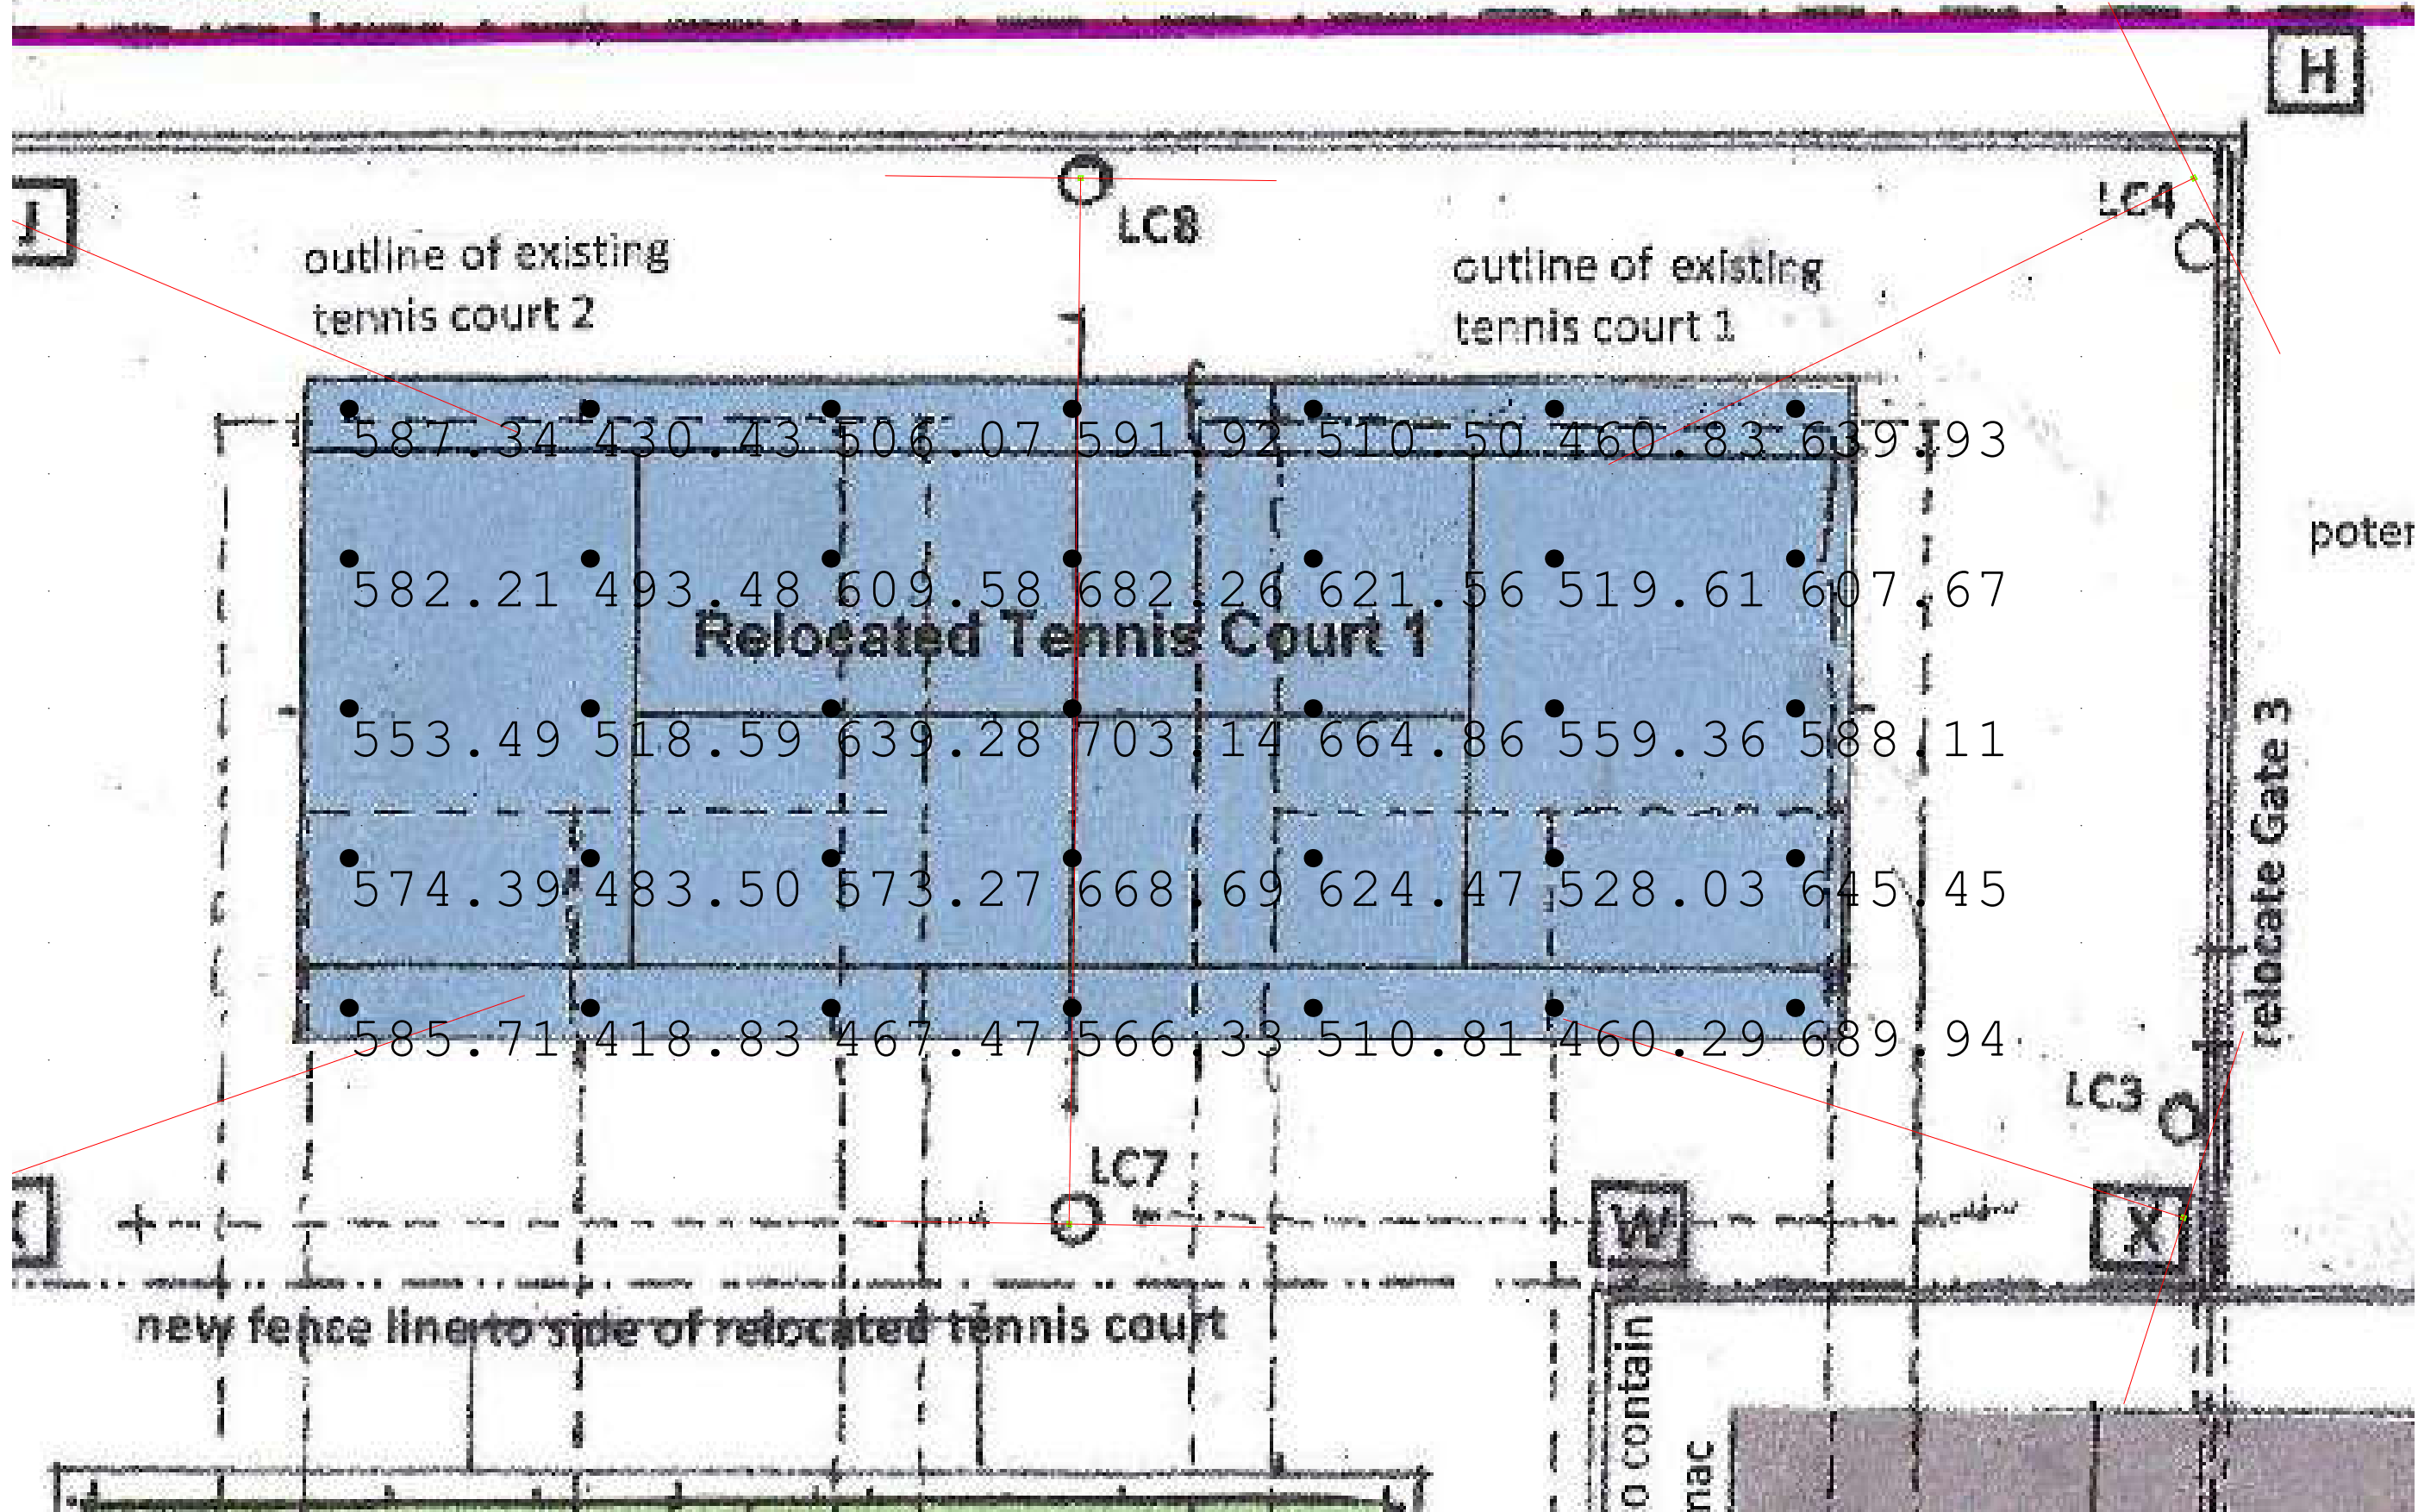 H
LC8
LC4
J
outline of existing
tennis court 2
outline of existing
tennis court 1
587.34 430.43 506.07 591.92 510.50 460.83 639.93
poten
582.21 493.48 609.58 682.26 621.56 519.61 607.67
Relocated Tennis Court 1
553.49 518.59 639.28 703.14 664.86 559.36 588.11
574.39 483.50 573.27 668.69 624.47 528.03 645.45
relocate Gate 3
585.71 418.83 467.47 566.33 510.81 460.29 689.94
LC3
LC7
W
X
new fence line to side of relocated tennis court
o contain
mac